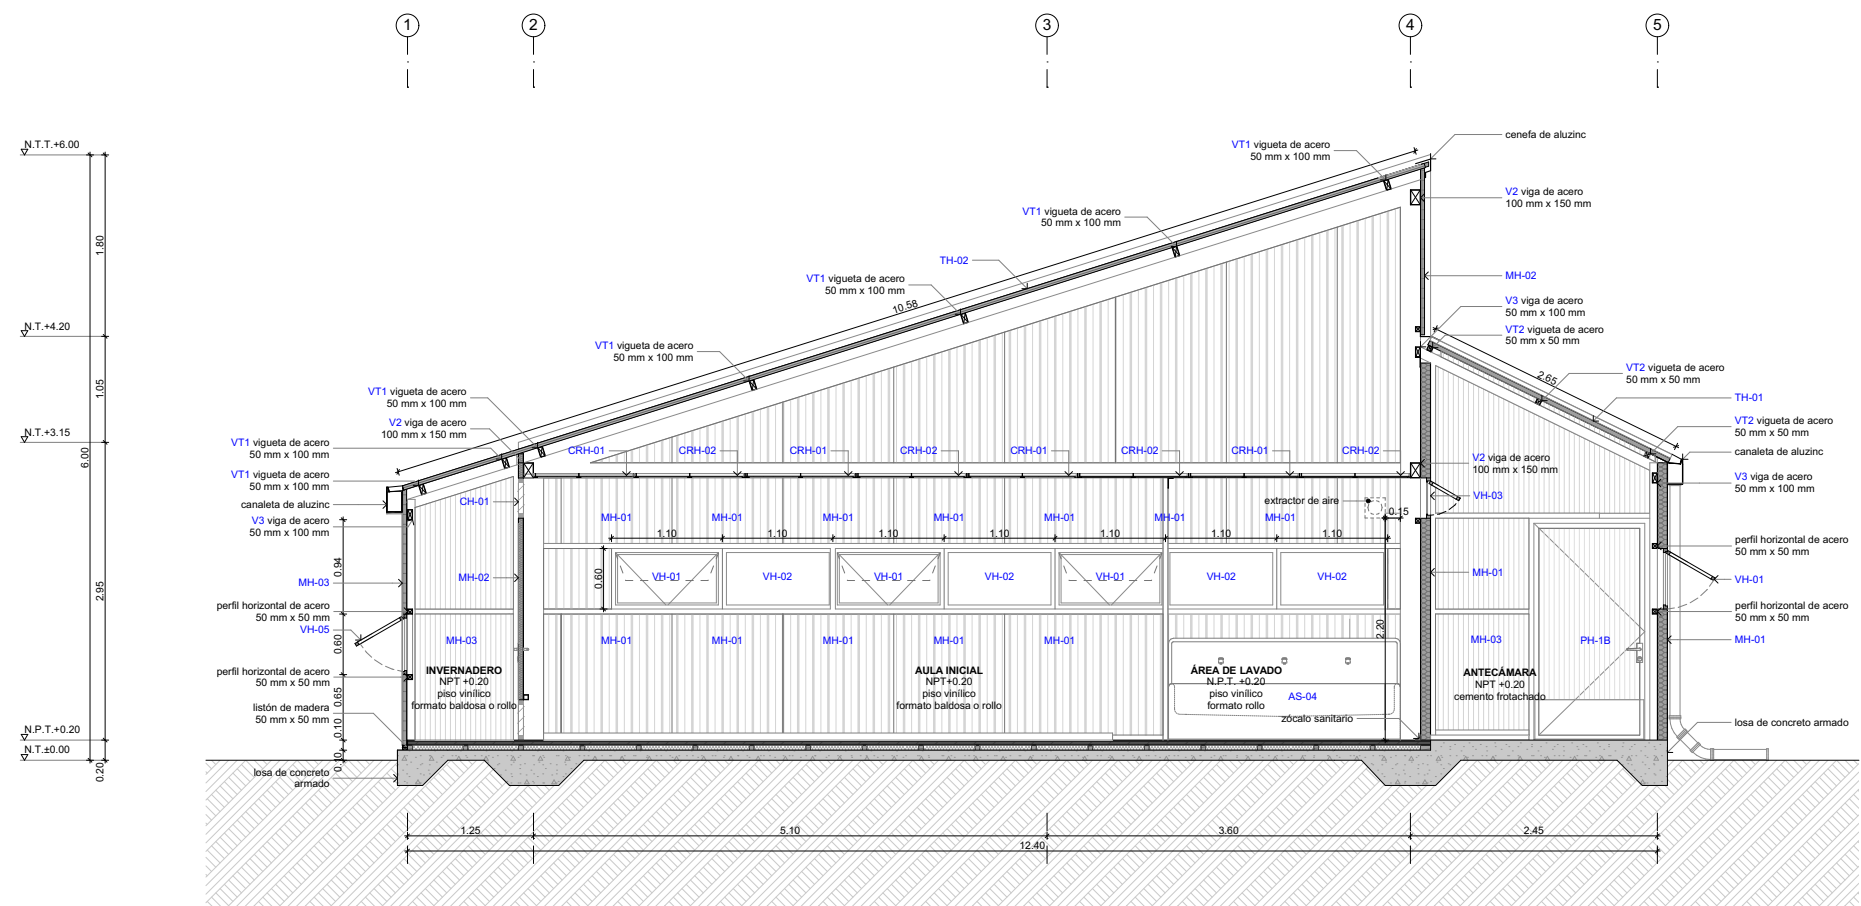 1
2
3
4
5
N.T.T.+6.00
N.T.+4.20
N.T.+3.15
N.P.T.+0.20
N.T.±0.00
1.80
1.05
6.00
2.95
0.20
cenefa de aluzinc
VT1 vigueta de acero
50 mm x 100 mm
V2 viga de acero
100 mm x 150 mm
VT1 vigueta de acero
50 mm x 100 mm
TH-02
MH-02
VT1 vigueta de acero
50 mm x 100 mm
10.58
V3 viga de acero
50 mm x 100 mm
VT2 vigueta de acero
50 mm x 50 mm
VT1 vigueta de acero
50 mm x 100 mm
2.65
VT2 vigueta de acero
50 mm x 50 mm
TH-01
VT1 vigueta de acero
50 mm x 100 mm
V2 viga de acero
100 mm x 150 mm
VT2 vigueta de acero
50 mm x 50 mm
canaleta de aluzinc
VT1 vigueta de acero
50 mm x 100 mm
CRH-01
CRH-02
CRH-01
CRH-02
CRH-01
CRH-02
CRH-01
CRH-02
V2 viga de acero
100 mm x 150 mm
V3 viga de acero
50 mm x 100 mm
VT1 vigueta de acero
50 mm x 100 mm
canaleta de aluzinc
CH-01
extractor de aire
VH-03
V3 viga de acero
50 mm x 100 mm
MH-01
MH-01
MH-01
MH-01
MH-01
MH-01
MH-01
0.15
1.10
1.10
1.10
1.10
1.10
1.10
1.10
perfil horizontal de acero
50 mm x 50 mm
0.94
MH-03
MH-02
0.60
VH-01
VH-02
VH-01
VH-02
VH-01
VH-02
VH-02
MH-01
VH-01
perfil horizontal de acero
50 mm x 50 mm
perfil horizontal de acero
50 mm x 50 mm
VH-05
0.60
MH-03
MH-01
MH-01
MH-01
MH-01
MH-01
2.20
MH-03
PH-1B
MH-01
perfil horizontal de acero
50 mm x 50 mm
0.65
INVERNADERO
NPT +0.20
piso vinílico
formato baldosa o rollo
AULA INICIAL
NPT+0.20
piso vinílico
formato baldosa o rollo
ÁREA DE LAVADO
N.P.T. +0.20
piso vinílico
formato rollo
AS-04
ANTECÁMARA
NPT +0.20
cemento frotachado
listón de madera
50 mm x 50 mm
0.10
zócalo sanitario
losa de concreto armado
0.10
losa de concreto
armado
1.25
5.10
3.60
2.45
12.40